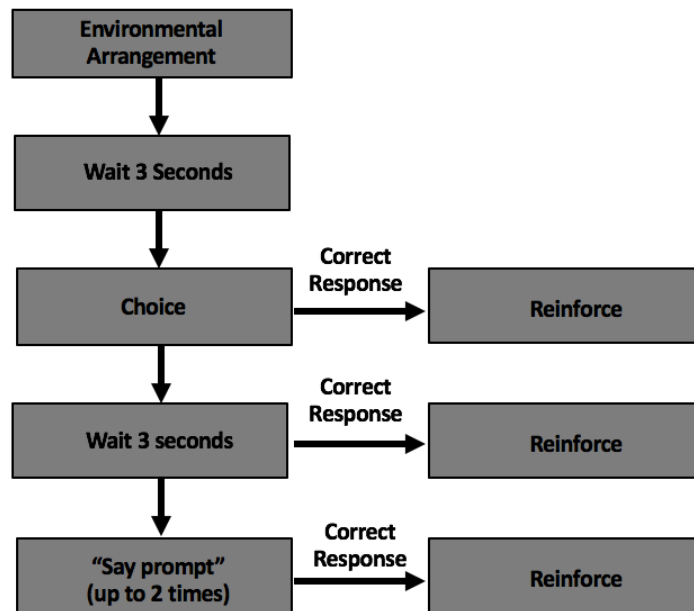 Environmental
Arrangement
Wait 3 Seconds
Correct
Response
Choice
Reinforce
Correct
Response
Wait 3 seconds
Reinforce
Correct
Response
“Say prompt”
(up to 2 times)
Reinforce